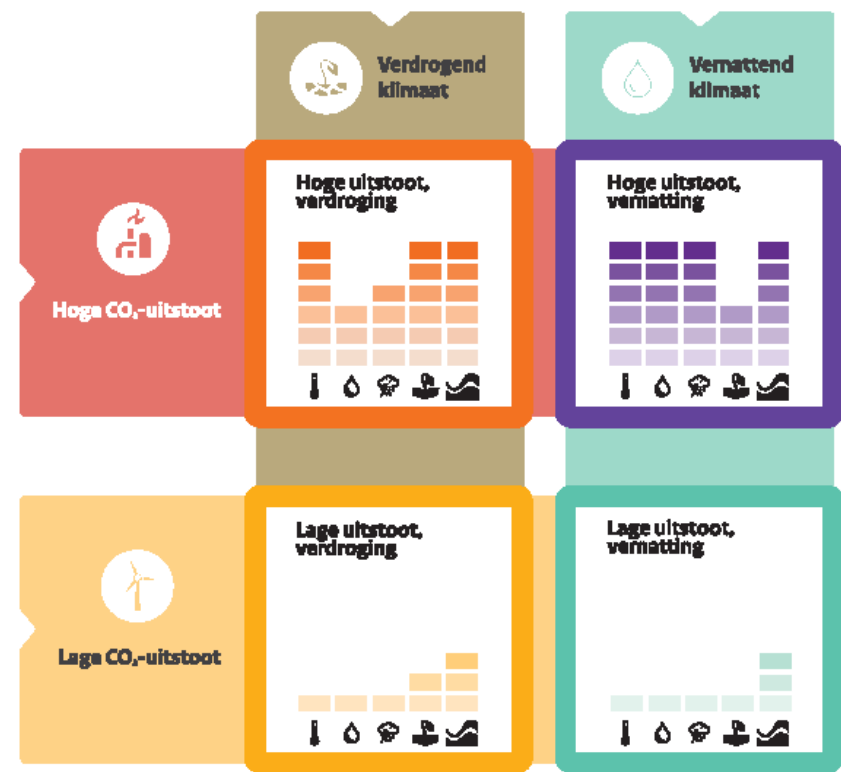 Verdrogend
klimaat
Vernattend
klimaat
Hoge CO₂-uitstoot
Hoge uitstoot,
verdroging
Hoge uitstoot,
vernatting
Lage CO₂-uitstoot
Lage uitstoot,
verdroging
Lage uitstoot,
vernatting